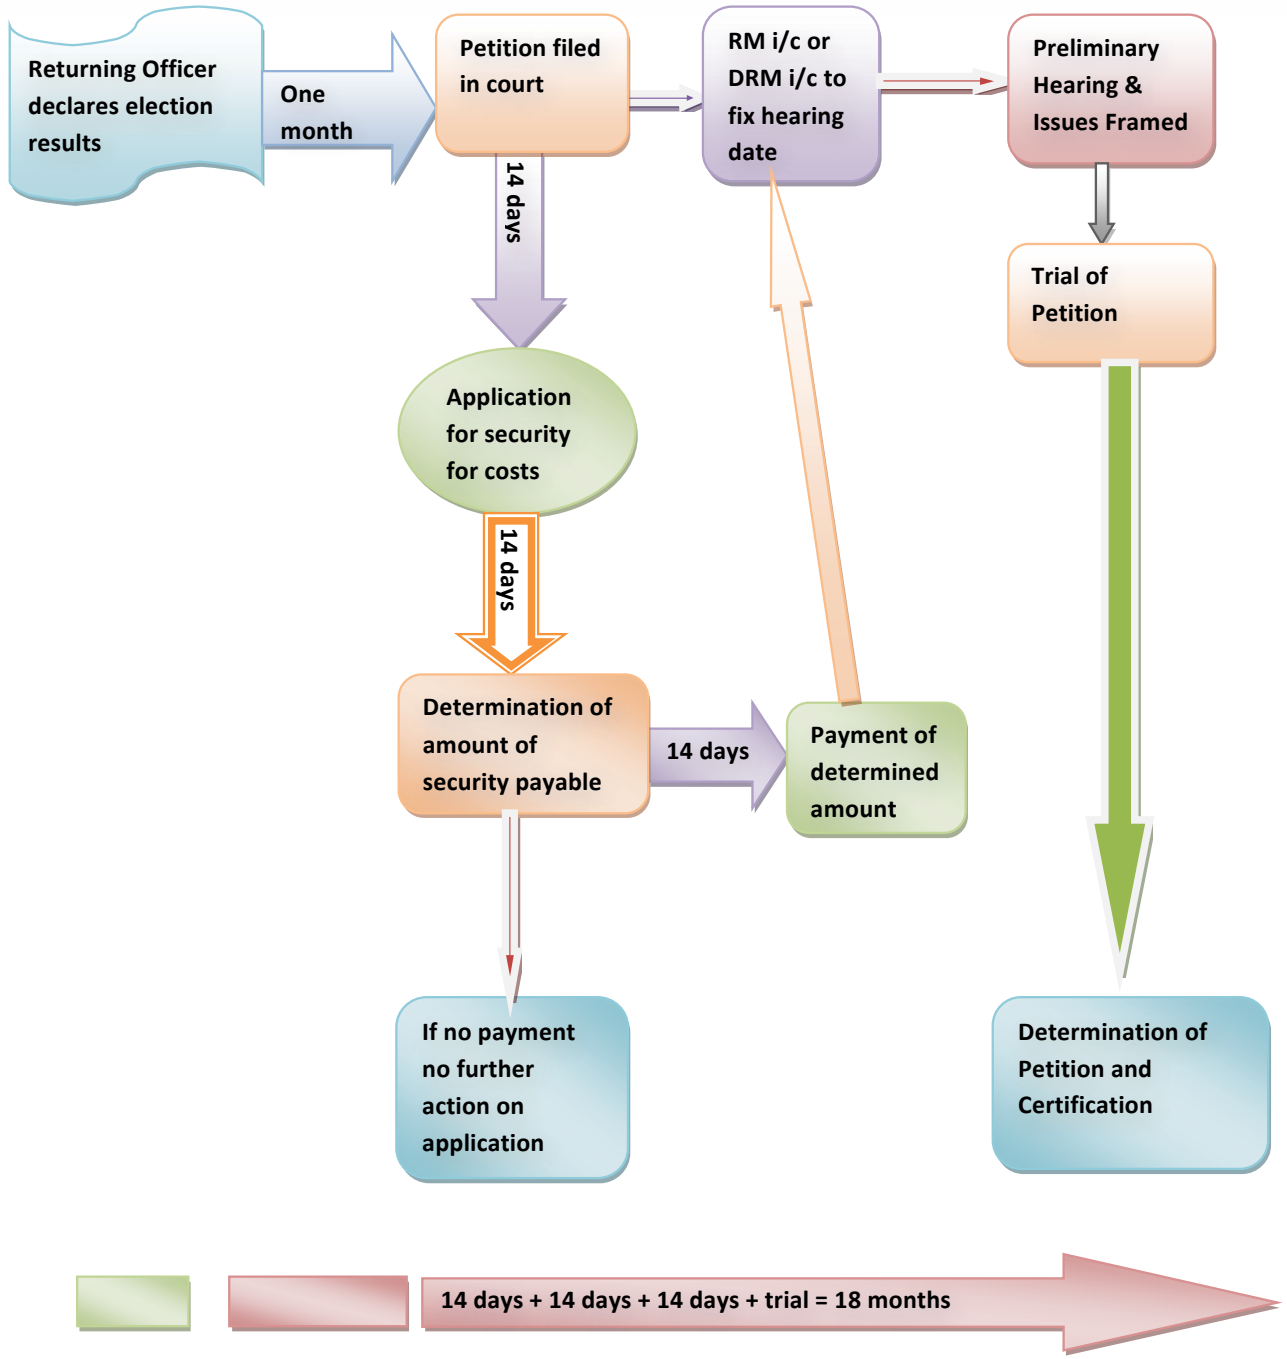 Returning Officer
declares election
results
One
month
Petition filed
in court
RM i/c or
DRM i/c to
fix hearing
date
Preliminary
Hearing &
Issues Framed
14 days
Trial of
Petition
Application
for security
for costs
14 days
Determination of
amount of
security payable
14 days
Payment of
determined
amount
If no payment
no further
action on
application
Determination of
Petition and
Certification
14 days + 14 days + 14 days + trial = 18 months